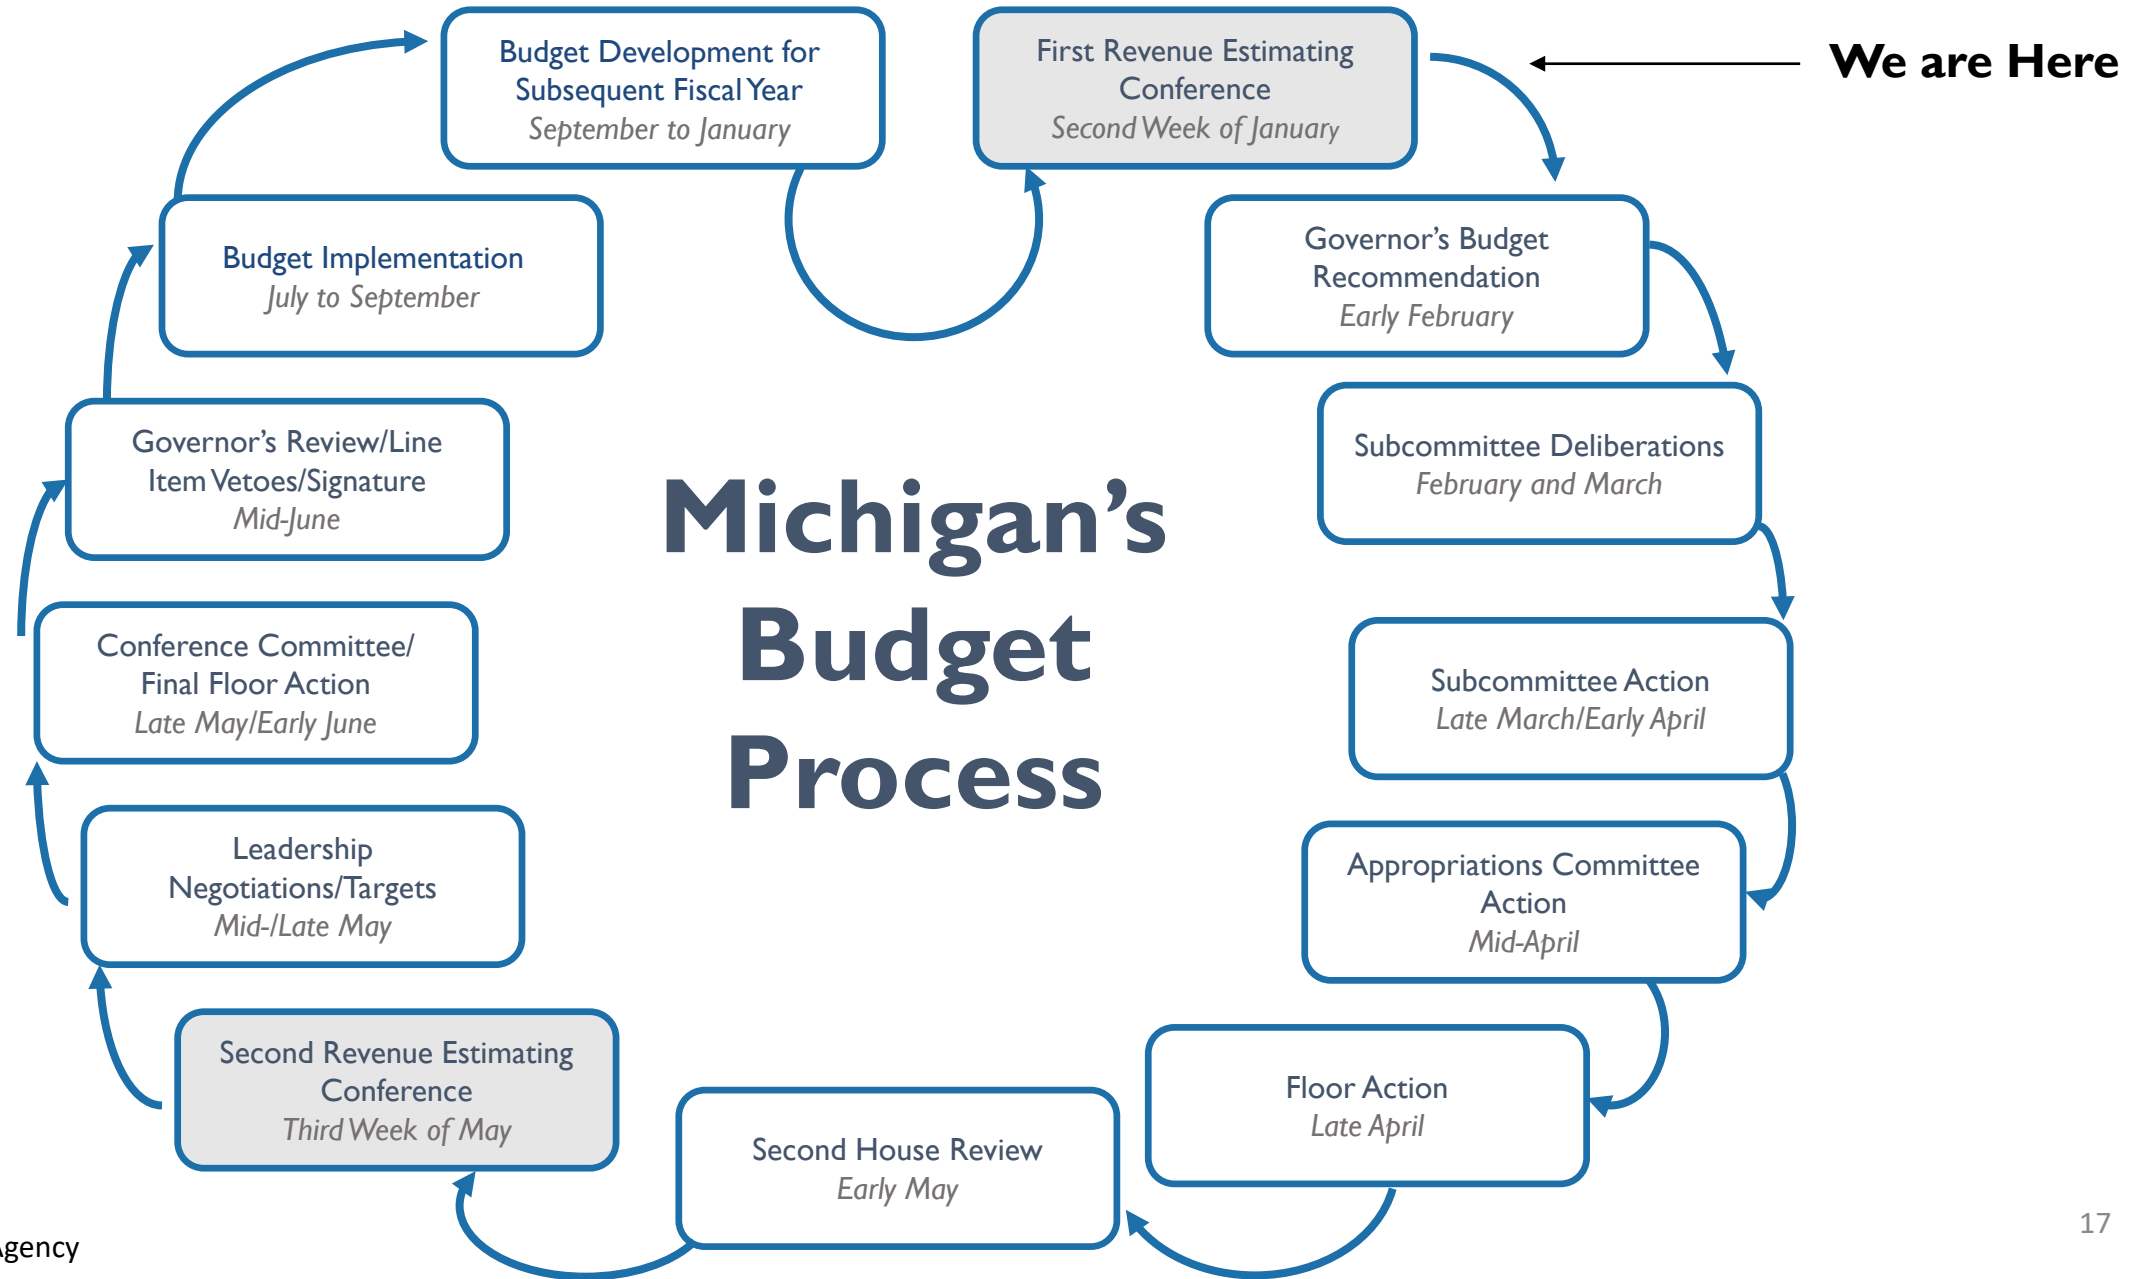 Budget Development for
Subsequent Fiscal Year
September to January
First Revenue Estimating
Conference
Second Week of January
We are Here
Governor's Budget
Recommendation
Early February
Subcommittee Deliberations
February and March
Subcommittee Action
Late March/Early April
Appropriations Committee
Action
Mid-April
Floor Action
Late April
Second House Review
Early May
Second Revenue Estimating
Conference
Third Week of May
Leadership
Negotiations/Targets
Mid-/Late May
Conference Committee/
Final Floor Action
Late May/Early June
Governor's Review/Line
Item Vetoes/Signature
Mid-June
Budget Implementation
July to September
Michigan's
Budget
Process
Agency
17